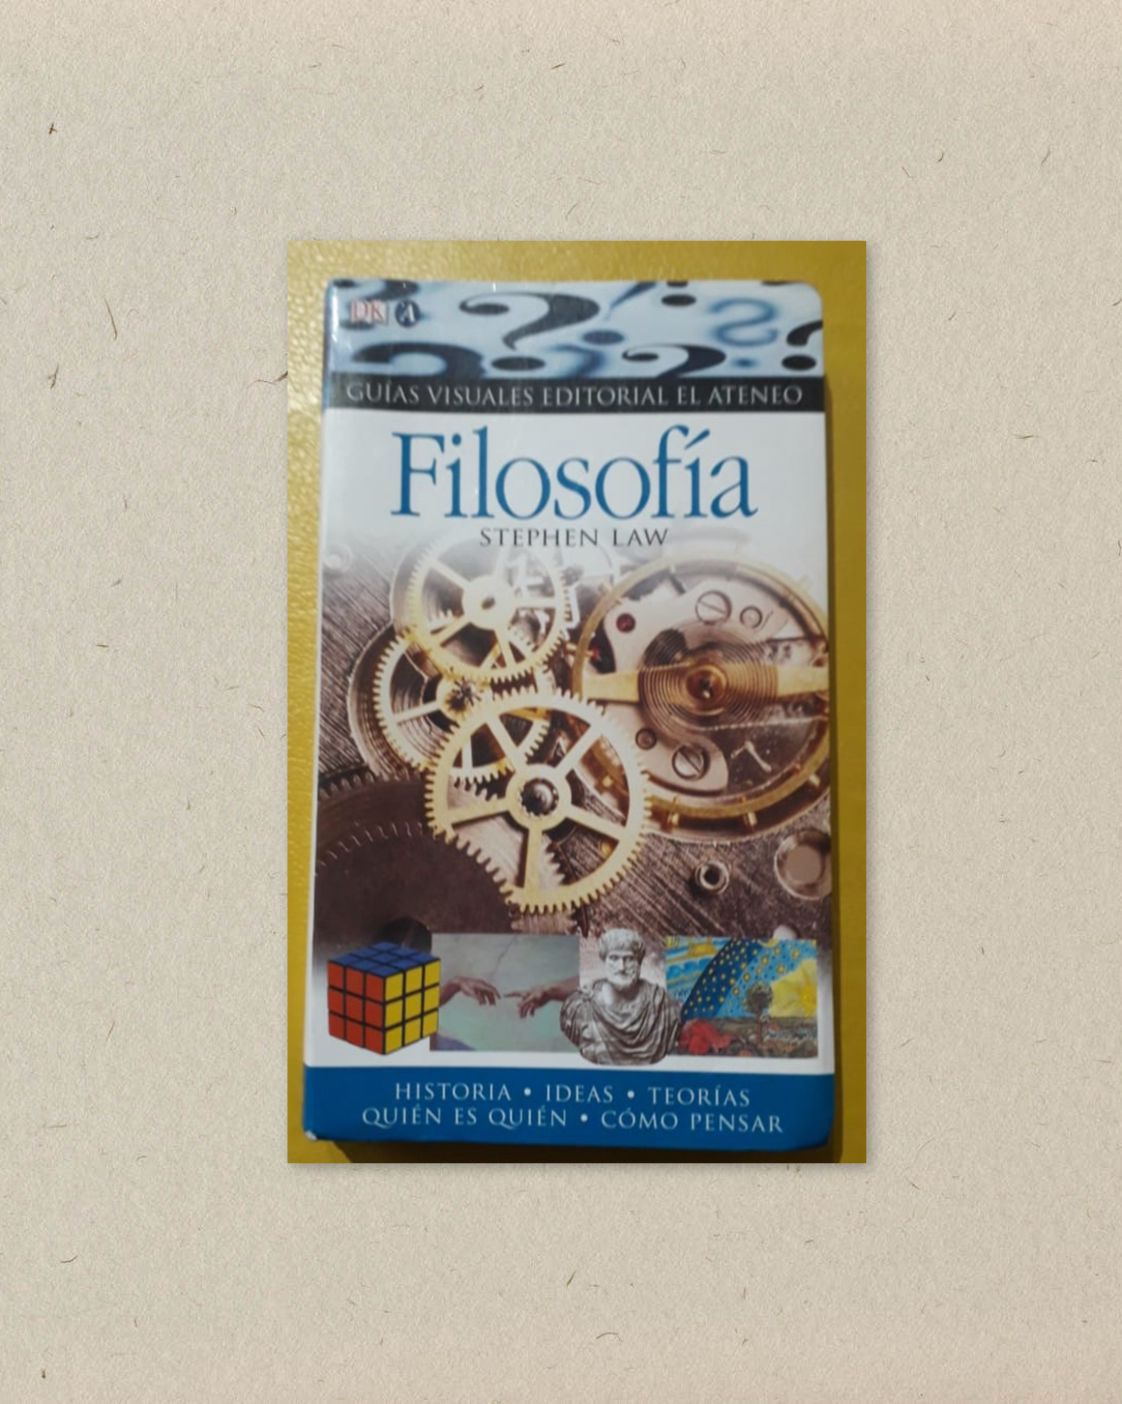 DK A
GUÍAS VISUALES EDITORIAL EL ATENEO
Filosofía
STEPHEN LAW
HISTORIA • IDEAS • TEORÍAS
QUIÉN ES QUIÉN • CÓMO PENSAR